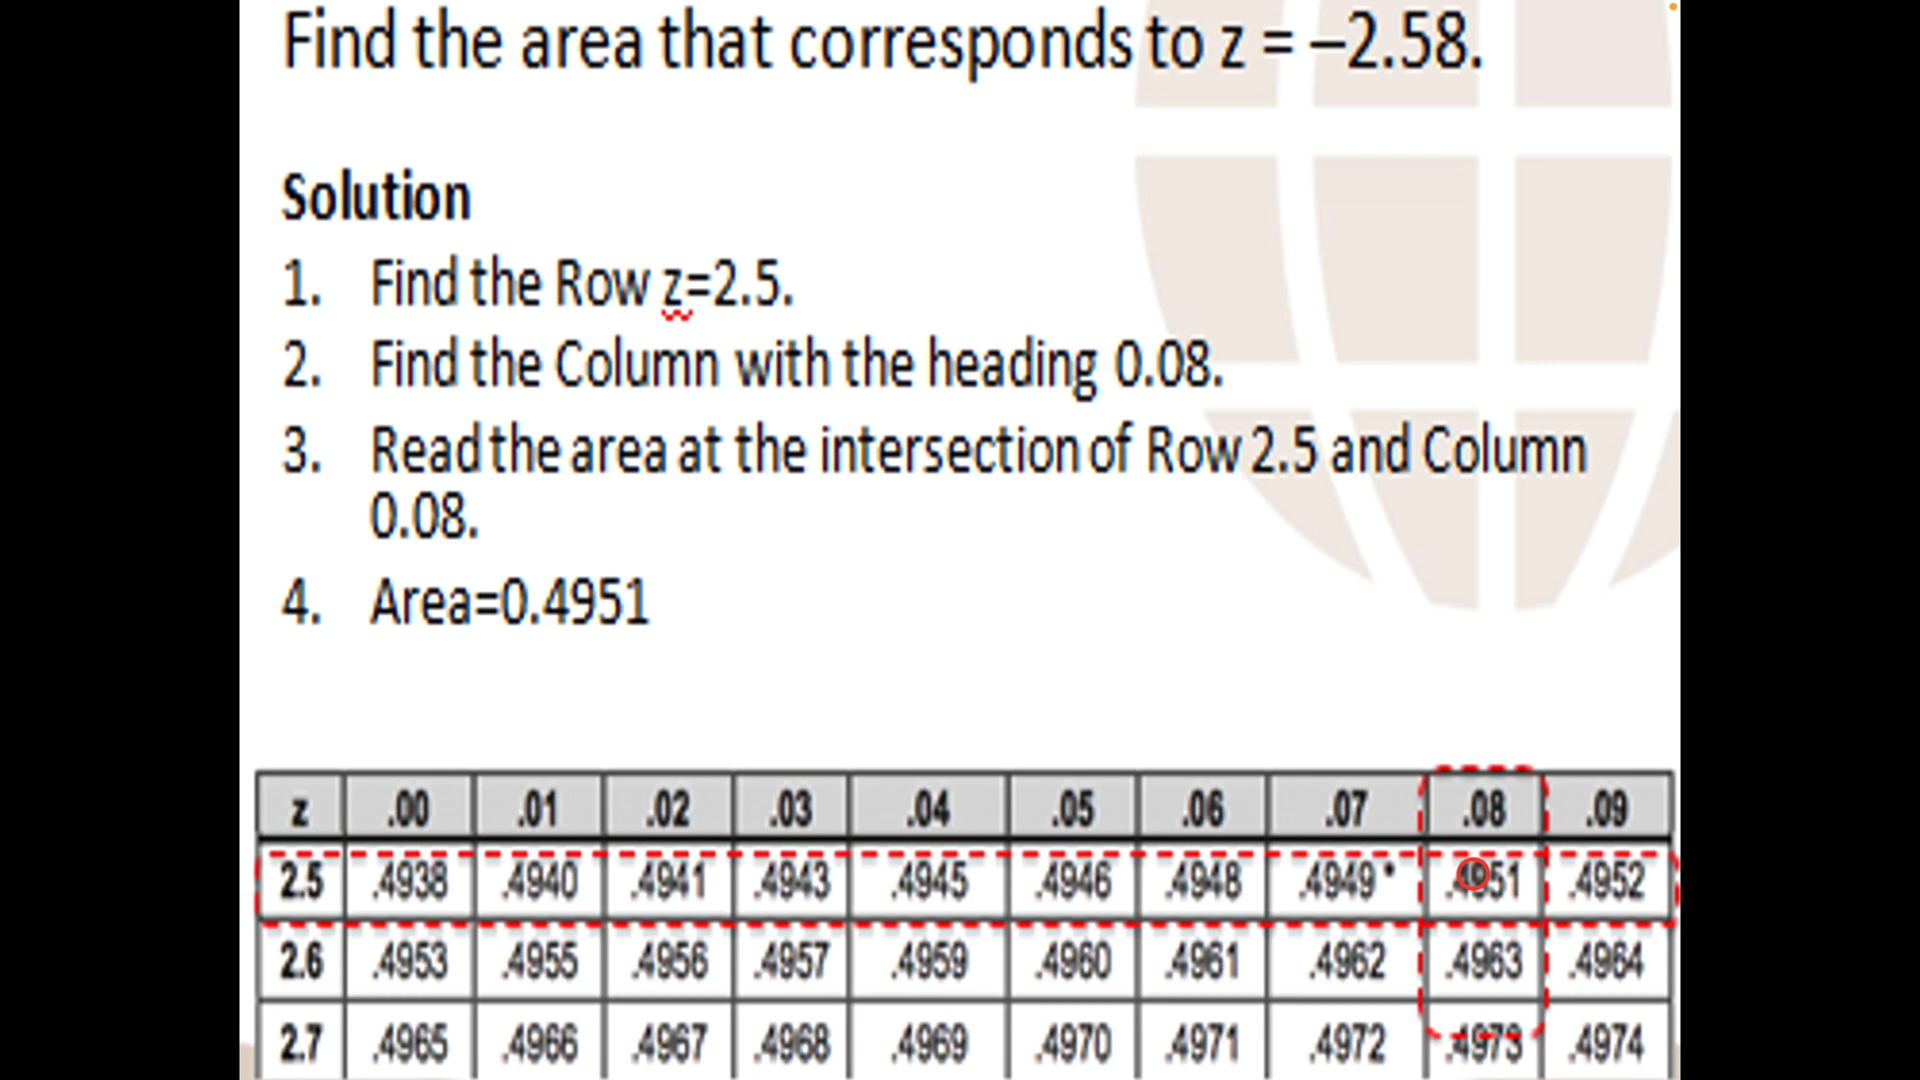 Find the area that corresponds to z = –2.58.
Solution
1. Find the Row z=2.5.
2. Find the Column with the heading 0.08.
3. Read the area at the intersection of Row 2.5 and Column
0.08.
4. Area=0.4951
z .00 .01 .02 .03 .04 .05 .06 .07 .08 .09
2.5 .4938 .4940 .4941 .4943 .4945 .4946 .4948 .4949* .4951 .4952
2.6 .4953 .4955 .4956 .4957 .4959 .4960 .4961 .4962 .4963 .4964
2.7 .4965 .4966 .4967 .4968 .4969 .4970 .4971 .4972 .4973 .4974